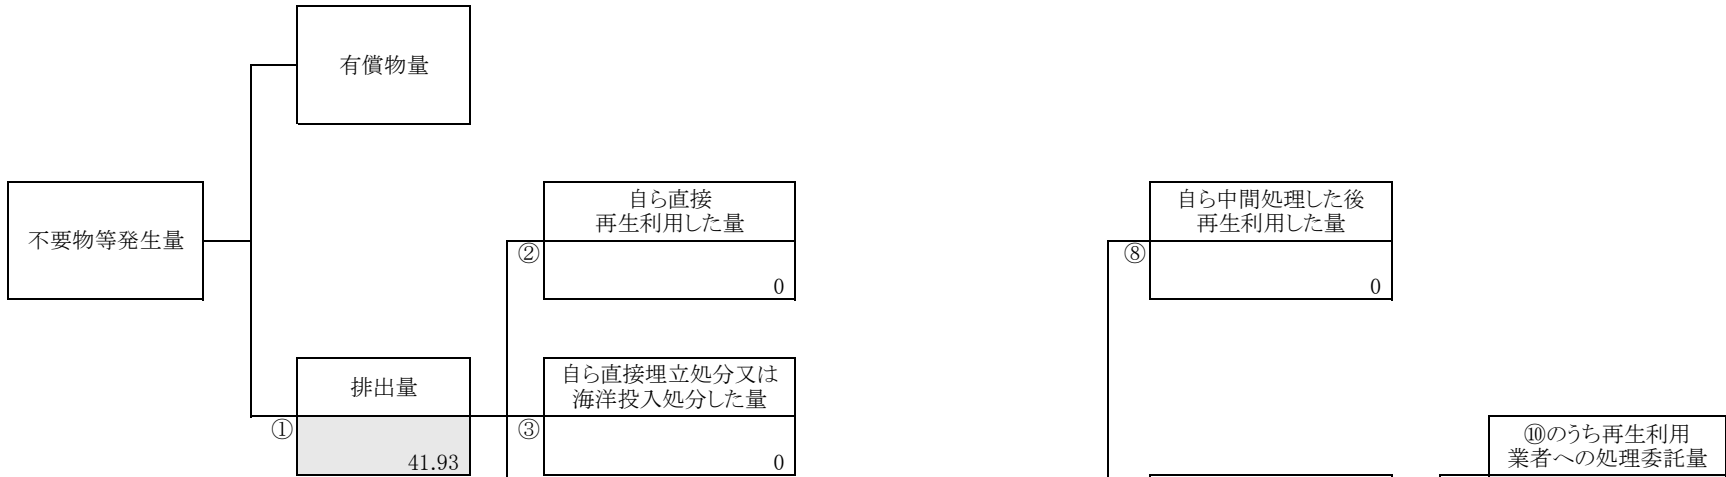 有償物量
不要物等発生量
自ら直接
再生利用した量
②
0
自ら中間処理した後
再生利用した量
⑧
0
排出量
①
41.93
自ら直接埋立処分又は
海洋投入処分した量
③
0
⑩のうち再生利用
業者への処理委託量